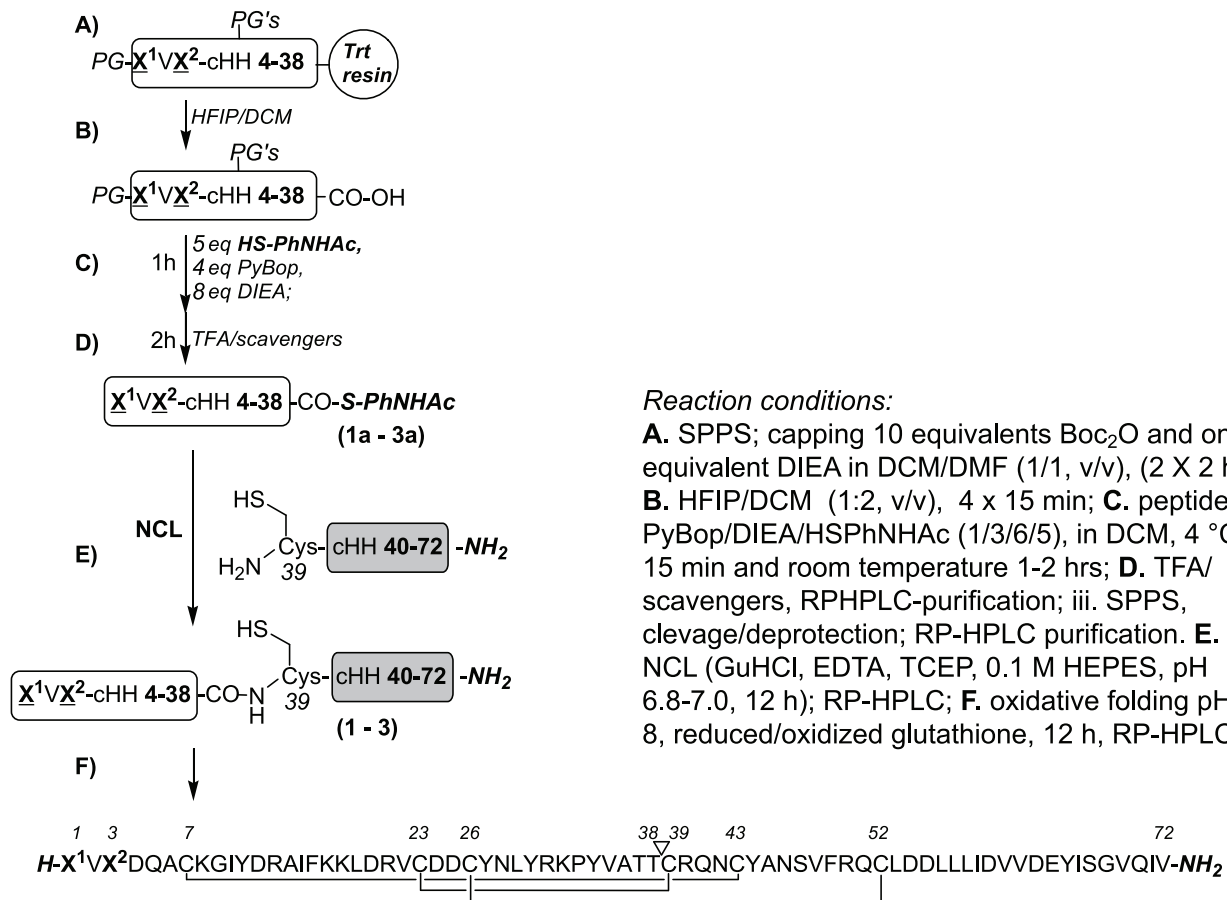 A)
PG's
PG-X¹VX²-cHH 4-38
Trt
resin
HFIP/DCM
B)
PG's
PG-X¹VX²-cHH 4-38
CO-OH
C)
1h
5 eq HS-PhNHAc,
4 eq PyBop,
8 eq DIEA;
D)
2h
TFA/scavengers
X¹VX²-cHH 4-38
CO-S-PhNHAc
(1a - 3a)
Reaction conditions:
A. SPPS; capping 10 equivalents Boc₂O and on
equivalent DIEA in DCM/DMF (1/1, v/v), (2 X 2 h
B. HFIP/DCM (1:2, v/v), 4 x 15 min; C. peptide
PyBop/DIEA/HSPhNHAc (1/3/6/5), in DCM, 4 °C
15 min and room temperature 1-2 hrs; D. TFA/
scavengers, RPHPLC-purification; iii. SPPS,
clevage/deprotection; RP-HPLC purification. E.
NCL (GuHCl, EDTA, TCEP, 0.1 M HEPES, pH
6.8-7.0, 12 h); RP-HPLC; F. oxidative folding pH
8, reduced/oxidized glutathione, 12 h, RP-HPLC
NCL
E)
HS
H₂N
Cys-
39
cHH 40-72
-NH₂
HS
X¹VX²-cHH 4-38
CO-N
H
Cys-
39
cHH 40-72
-NH₂
(1 - 3)
F)
1 3 7 23 26 38 39 43 52 72
H-X¹VX²DQACKGIYDRAIFKKLDRVCDDCYNLYRKPYVATTCRQNCYANSVFRQCLDDLLLIDVVDEYISGVQIV-NH₂